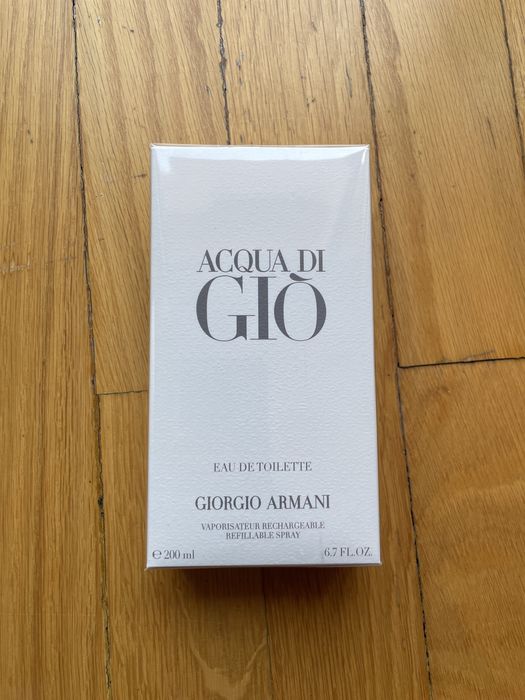 ACQUA DI
GIÒ
EAU DE TOILETTE
GIORGIO ARMANI
VAPORISATEUR RECHARGEABLE
REFILLABLE SPRAY
℮ 200 ml 6.7 FL.OZ.